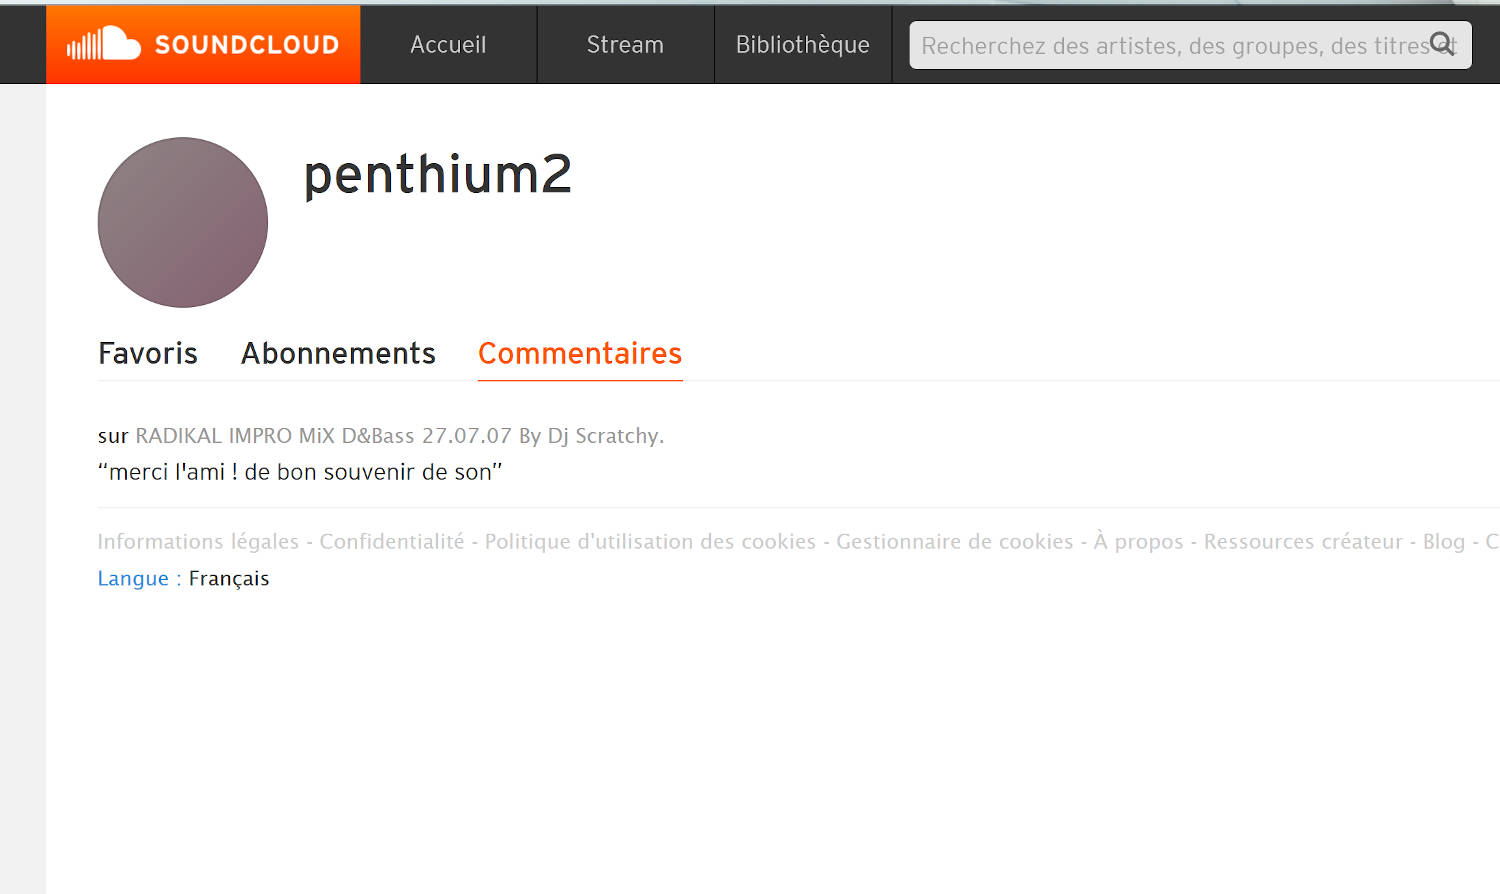 SOUNDCLOUD Accueil Stream Bibliothèque Recherchez des artistes, des groupes, des titres et
penthium2
Favoris Abonnements Commentaires
sur RADIKAL IMPRO MiX D&Bass 27.07.07 By Dj Scratchy.
“merci l'ami ! de bon souvenir de son”
Informations légales - Confidentialité - Politique d'utilisation des cookies - Gestionnaire de cookies - À propos - Ressources créateur - Blog - C
Langue : Français